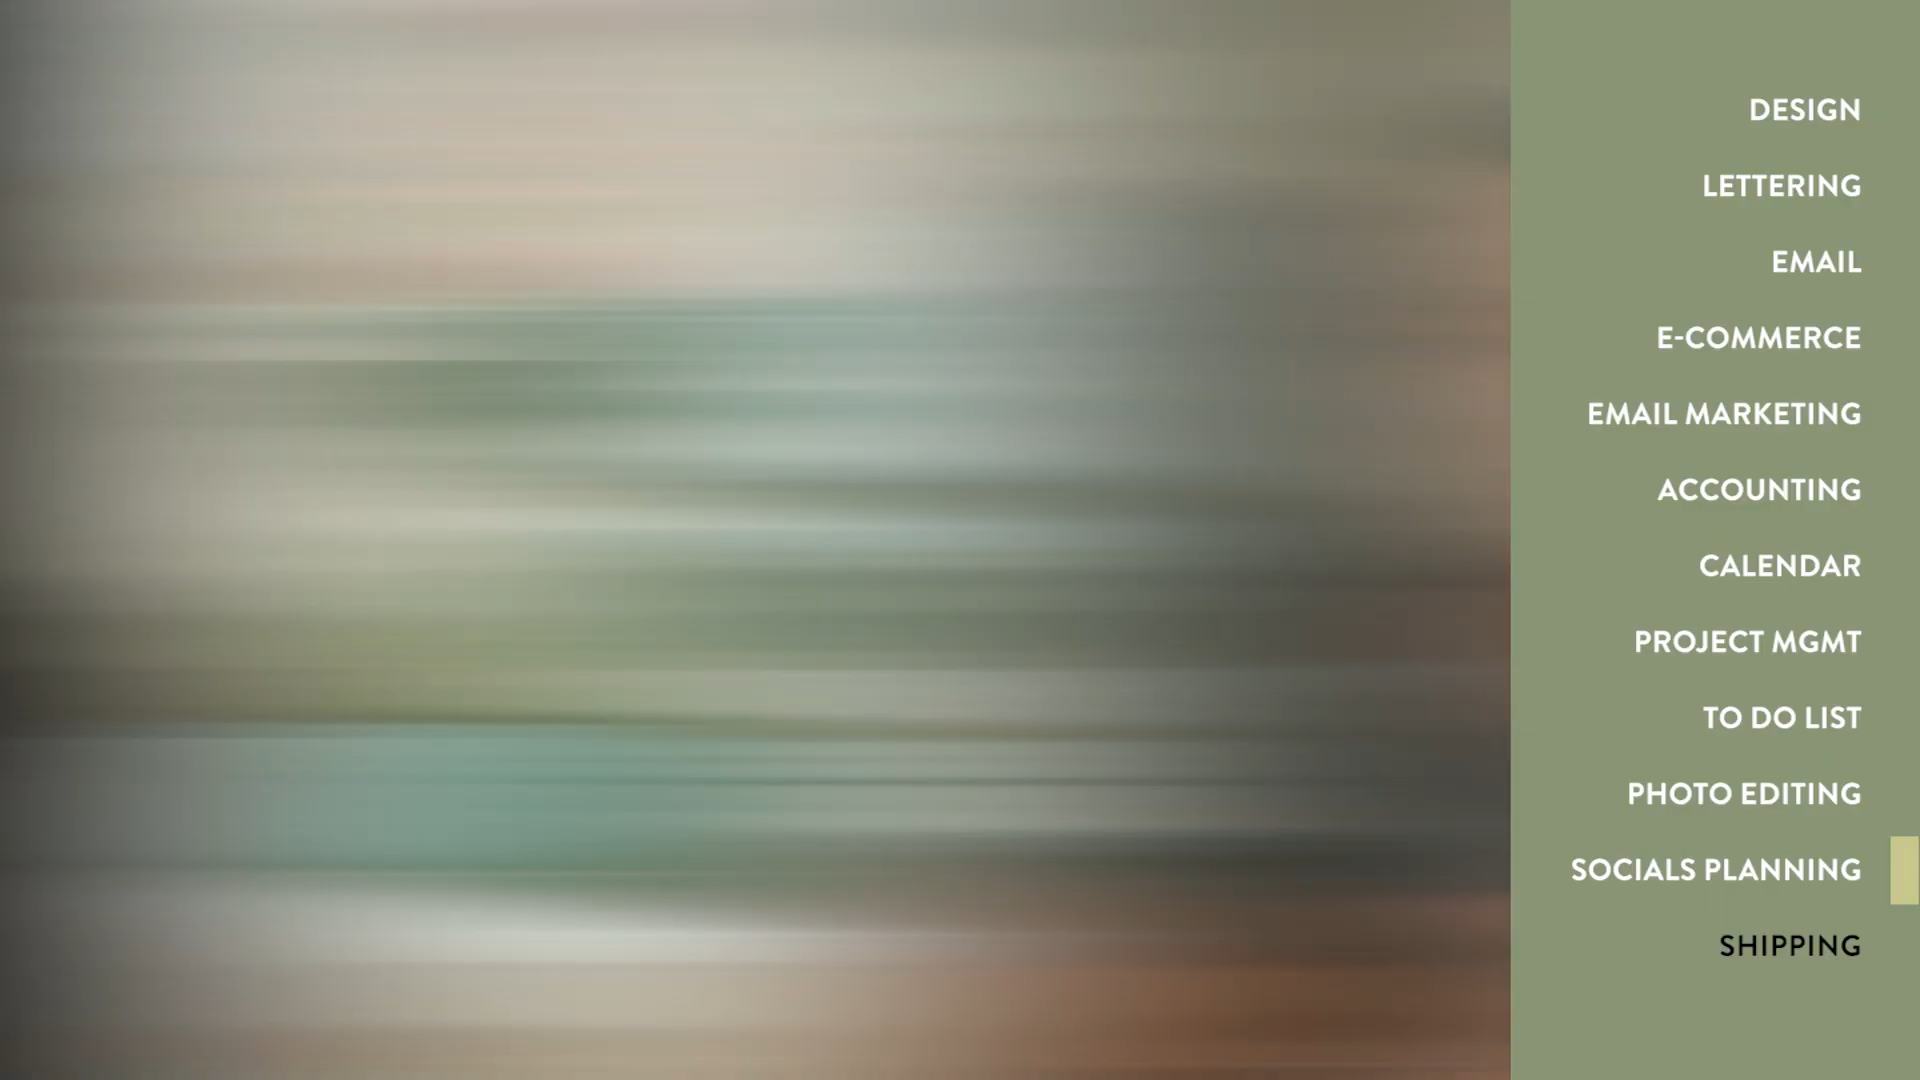 DESIGN
LETTERING
EMAIL
E-COMMERCE
EMAIL MARKETING
ACCOUNTING
CALENDAR
PROJECT MGMT
TO DO LIST
PHOTO EDITING
SOCIALS PLANNING
SHIPPING